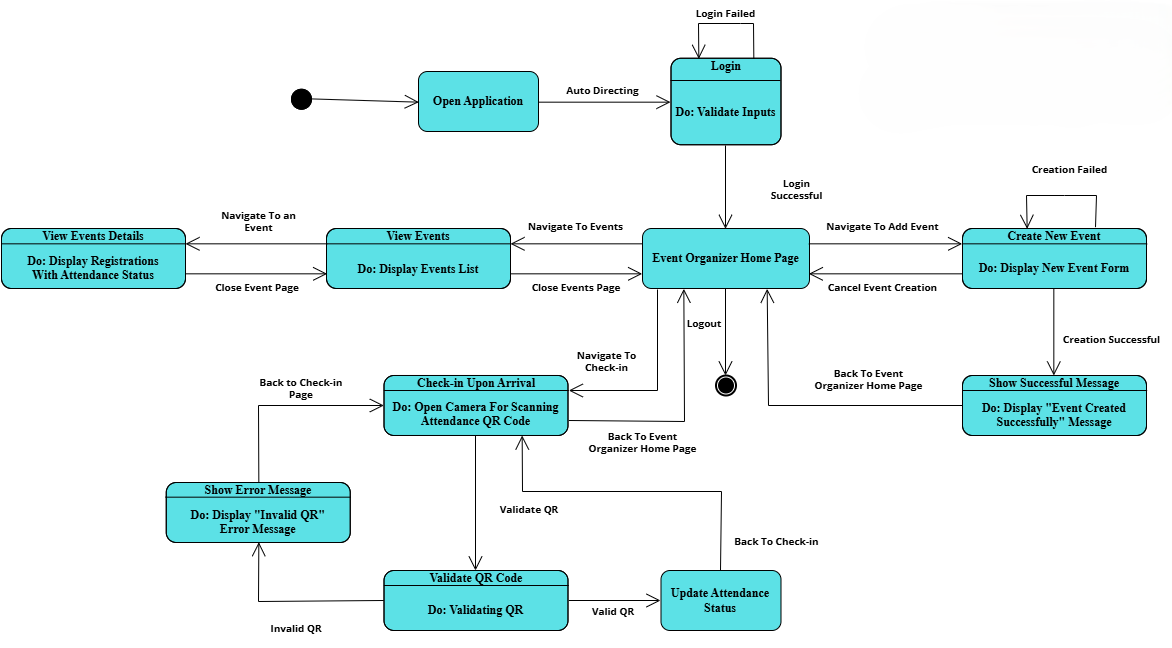 Login Failed
Login
Open Application
Auto Directing
Do: Validate Inputs
Login
Successful
Creation Failed
Navigate To an
Event
Navigate To Events
Navigate To Add Event
View Events Details
Do: Display Registrations
With Attendance Status
View Events
Do: Display Events List
Event Organizer Home Page
Create New Event
Do: Display New Event Form
Close Event Page
Close Events Page
Cancel Event Creation
Logout
Creation Successful
Navigate To
Check-in
Back To Event
Organizer Home Page
Back to Check-in
Page
Check-in Upon Arrival
Do: Open Camera For Scanning
Attendance QR Code
Show Successful Message
Do: Display "Event Created
Successfully" Message
Back To Event
Organizer Home Page
Show Error Message
Do: Display "Invalid QR"
Error Message
Validate QR
Back To Check-in
Validate QR Code
Do: Validating QR
Valid QR
Update Attendance
Status
Invalid QR